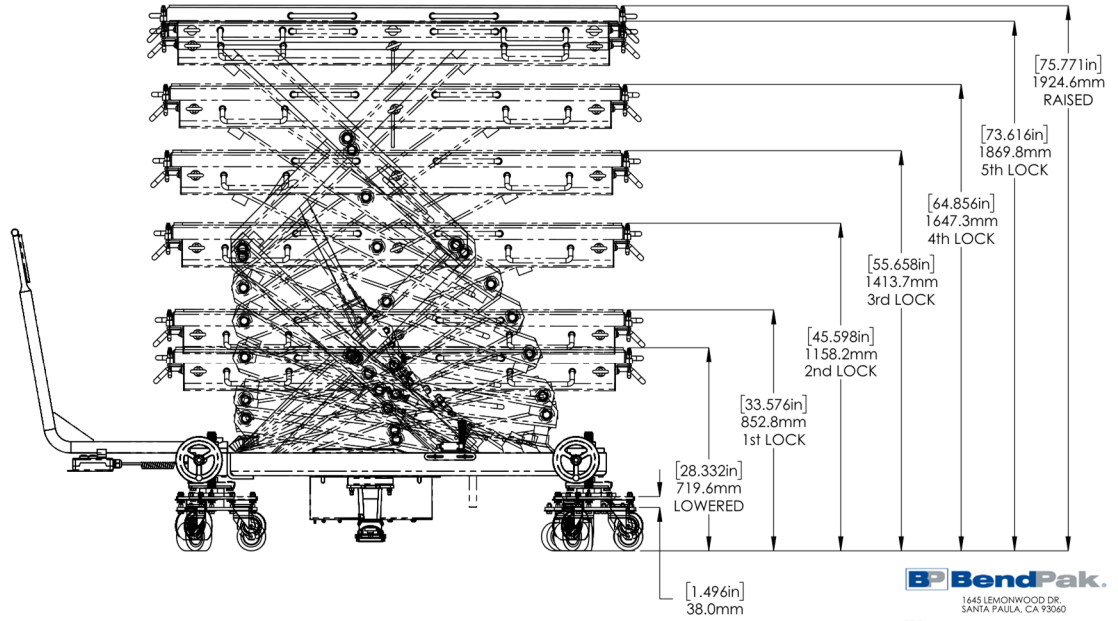 [75.771in]
1924.6mm
RAISED
[73.616in]
1869.8mm
5th LOCK
[64.856in]
1647.3mm
4th LOCK
[55.658in]
1413.7mm
3rd LOCK
[45.598in]
1158.2mm
2nd LOCK
[33.576in]
852.8mm
1st LOCK
[28.332in]
719.6mm
LOWERED
[1.496in]
38.0mm
BP BendPak.
1645 LEMONWOOD DR.
SANTA PAULA, CA 93060